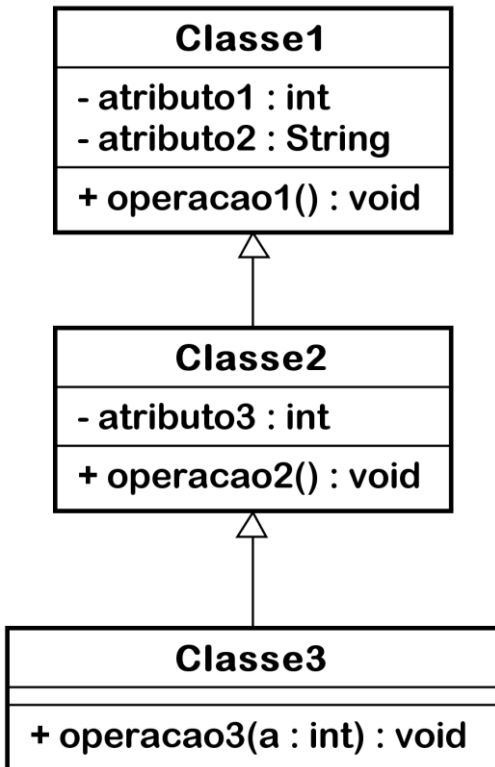 Classe1
- atributo1 : int
- atributo2 : String
+ operacao1() : void
Classe2
- atributo3 : int
+ operacao2() : void
Classe3
+ operacao3(a : int) : void